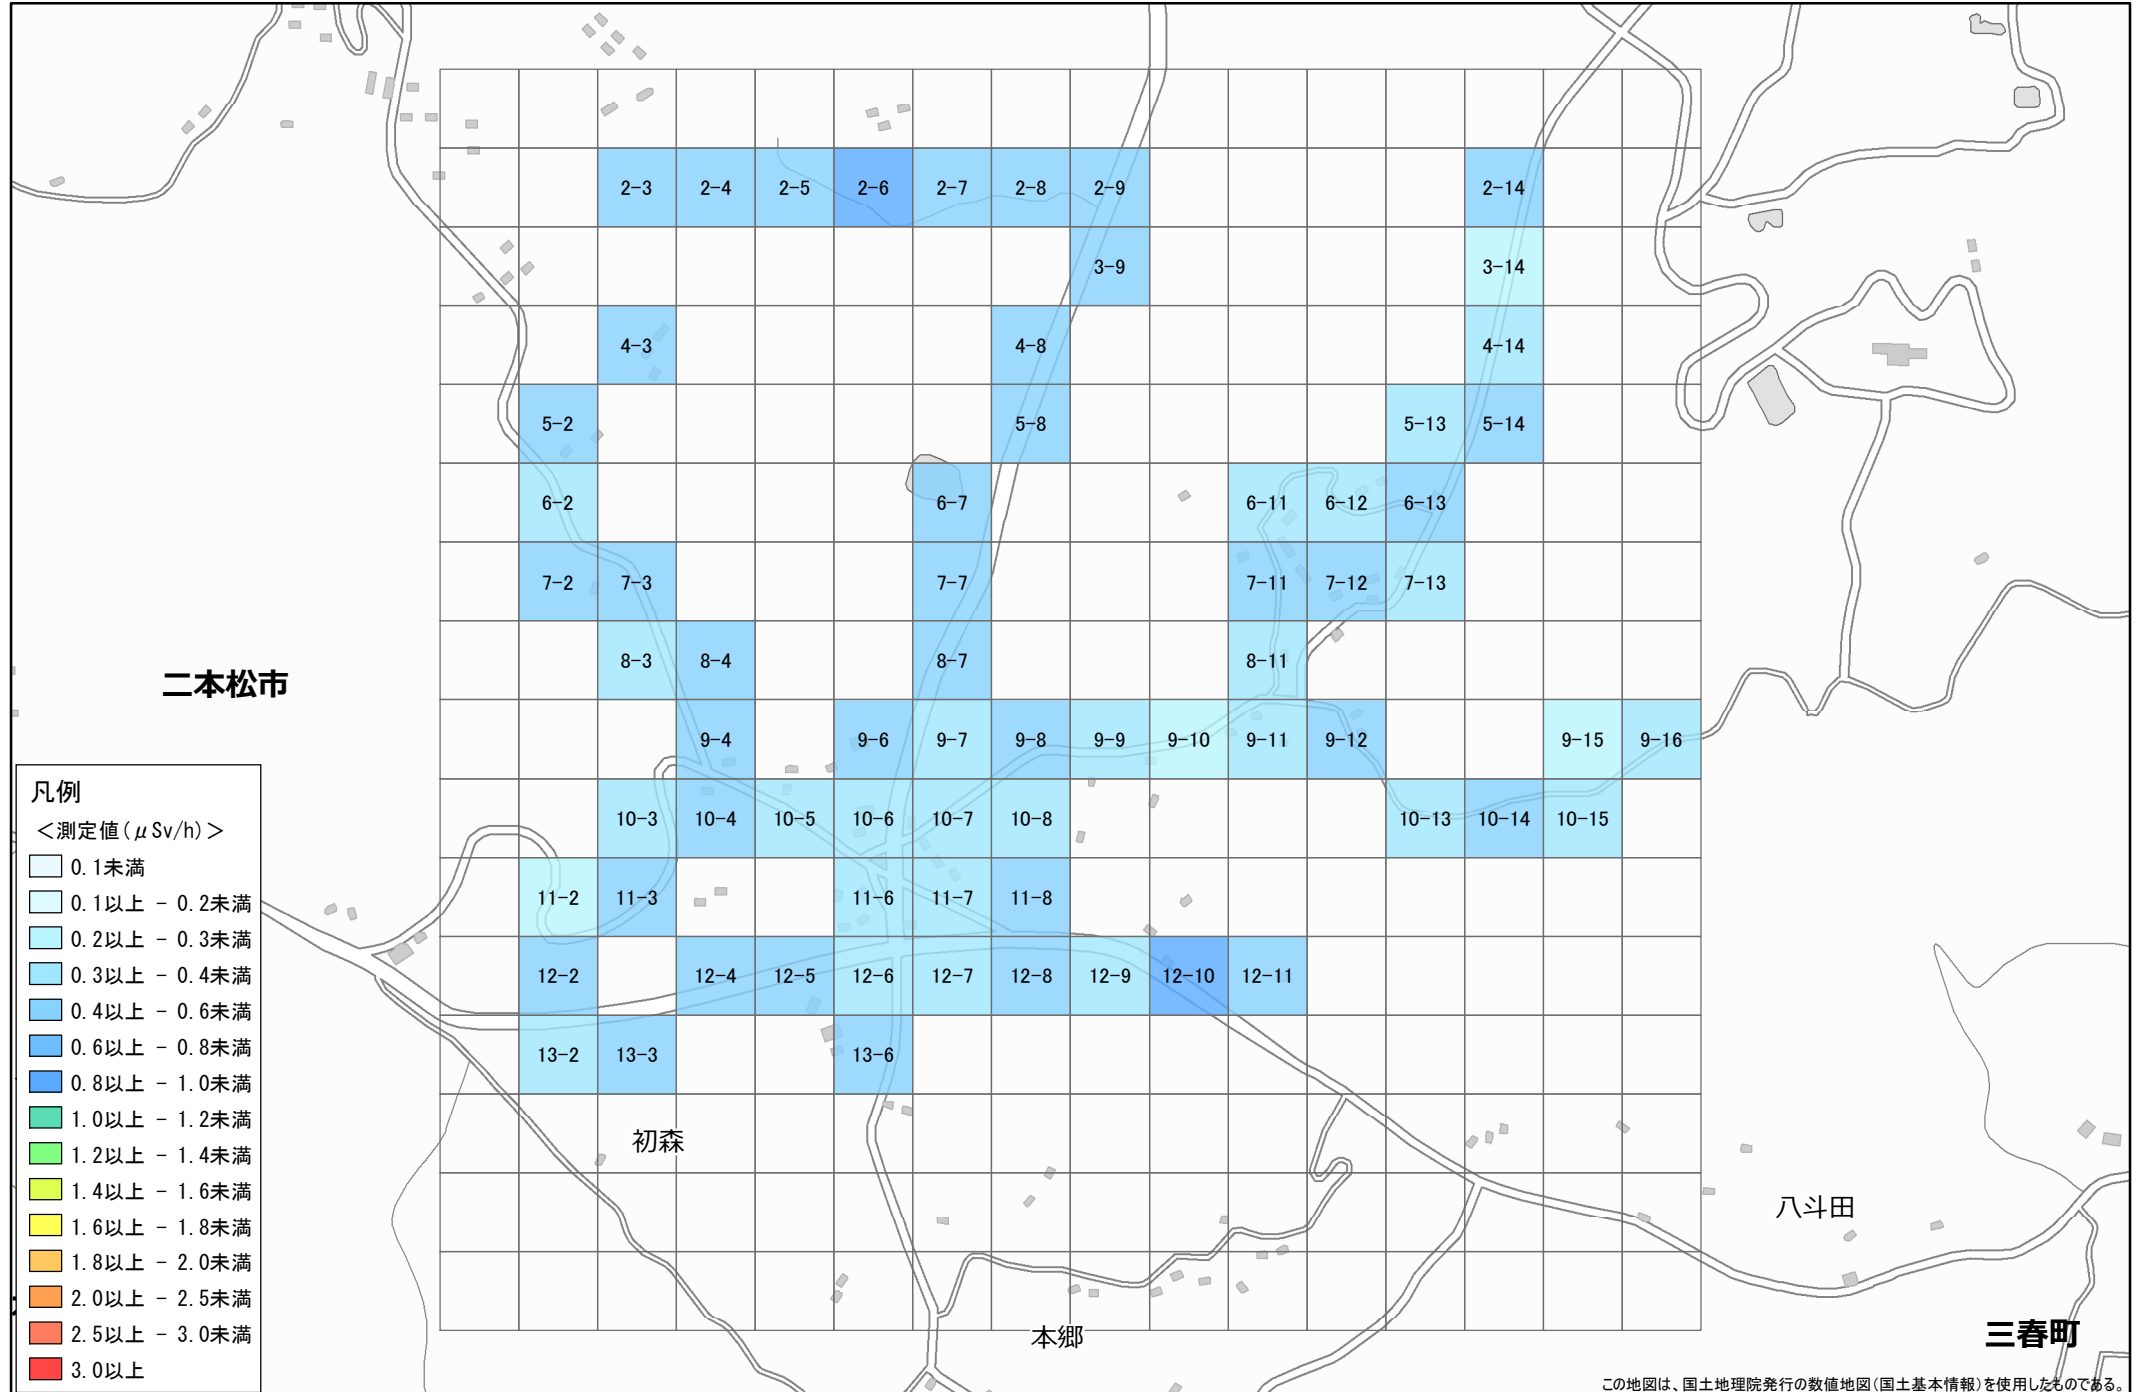 2-3 2-4 2-5 2-6 2-7 2-8 2-9 2-14
3-9 3-14
4-3 4-8 4-14
5-2 5-8 5-13 5-14
6-2 6-7 6-11 6-12 6-13
7-2 7-3 7-7 7-11 7-12 7-13
8-3 8-4 8-7 8-11
二本松市
9-4 9-6 9-7 9-8 9-9 9-10 9-11 9-12 9-15 9-16
10-3 10-4 10-5 10-6 10-7 10-8 10-13 10-14 10-15
11-2 11-3 11-6 11-7 11-8
12-2 12-4 12-5 12-6 12-7 12-8 12-9 12-10 12-11
13-2 13-3 13-6
初森
八斗田
本郷
三春町
凡例
＜測定値(μSv/h)＞
0.1未満
0.1以上 - 0.2未満
0.2以上 - 0.3未満
0.3以上 - 0.4未満
0.4以上 - 0.6未満
0.6以上 - 0.8未満
0.8以上 - 1.0未満
1.0以上 - 1.2未満
1.2以上 - 1.4未満
1.4以上 - 1.6未満
1.6以上 - 1.8未満
1.8以上 - 2.0未満
2.0以上 - 2.5未満
2.5以上 - 3.0未満
3.0以上
この地図は、国土地理院発行の数値地図(国土基本情報)を使用したものである。